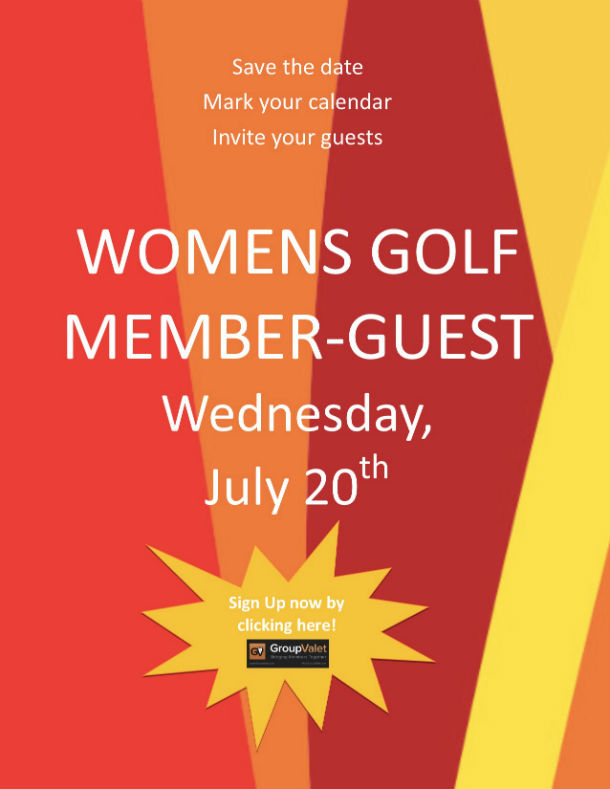 Save the date
Mark your calendar
Invite your guests
WOMENS GOLF
MEMBER-GUEST
Wednesday,
July 20th
Sign Up now by
clicking here!
GV GroupValet